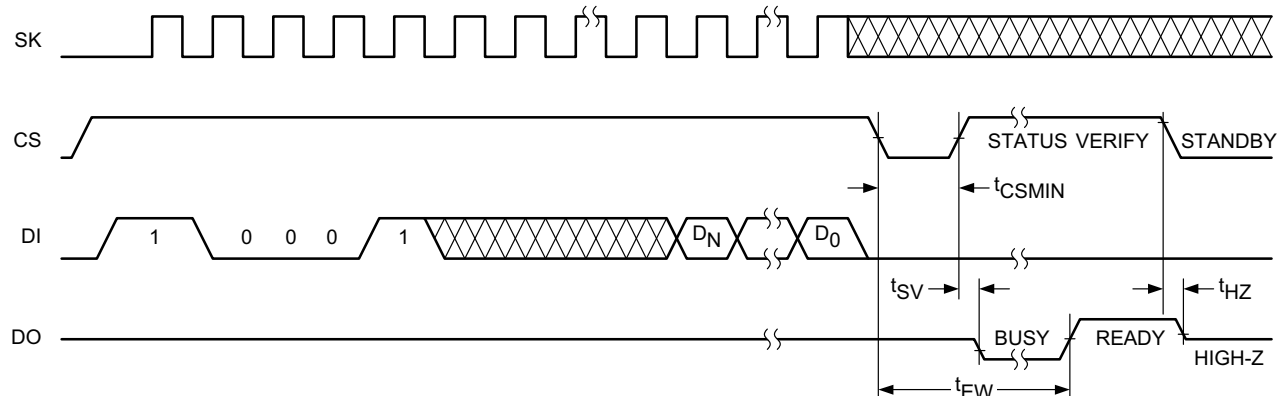 SK
CS
STATUS VERIFY
STANDBY
tCSMIN
DI
1 0 0 0 1
DN
D0
tSV
tHZ
DO
BUSY
READY
HIGH-Z
tEW